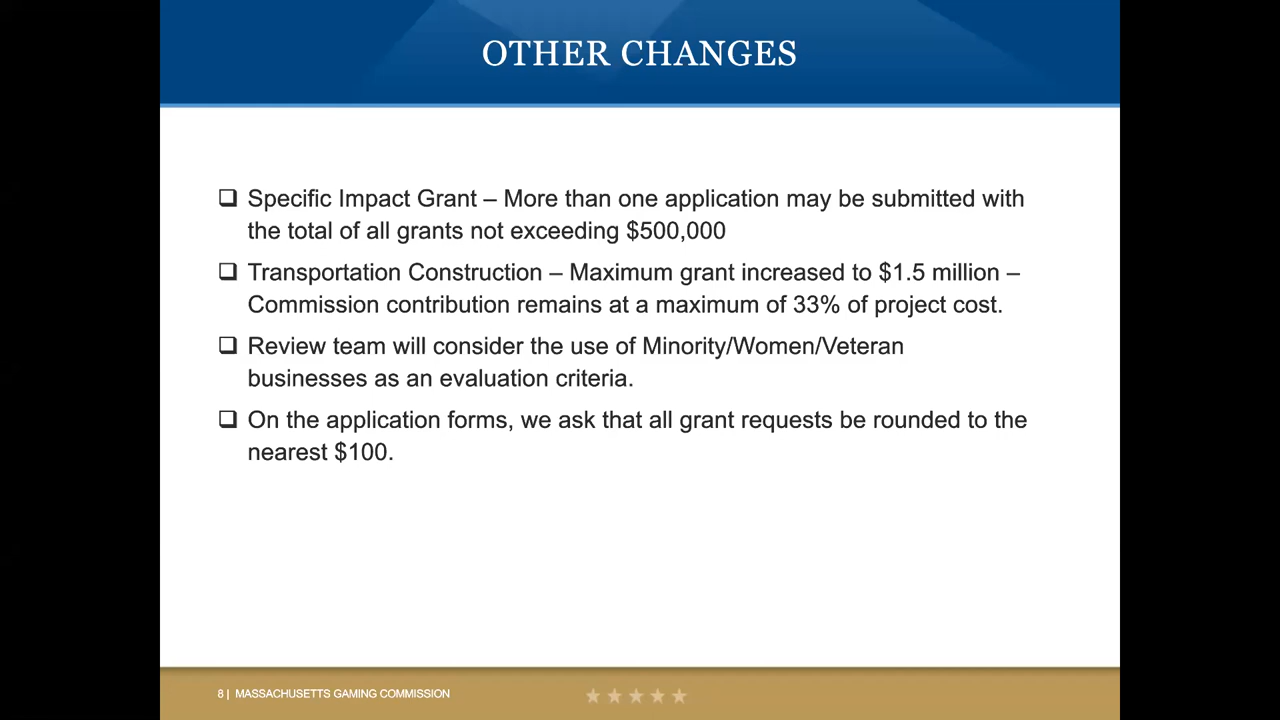 OTHER CHANGES
❑ Specific Impact Grant – More than one application may be submitted with
the total of all grants not exceeding $500,000
❑ Transportation Construction – Maximum grant increased to $1.5 million –
Commission contribution remains at a maximum of 33% of project cost.
❑ Review team will consider the use of Minority/Women/Veteran
businesses as an evaluation criteria.
❑ On the application forms, we ask that all grant requests be rounded to the
nearest $100.
8 | MASSACHUSETTS GAMING COMMISSION